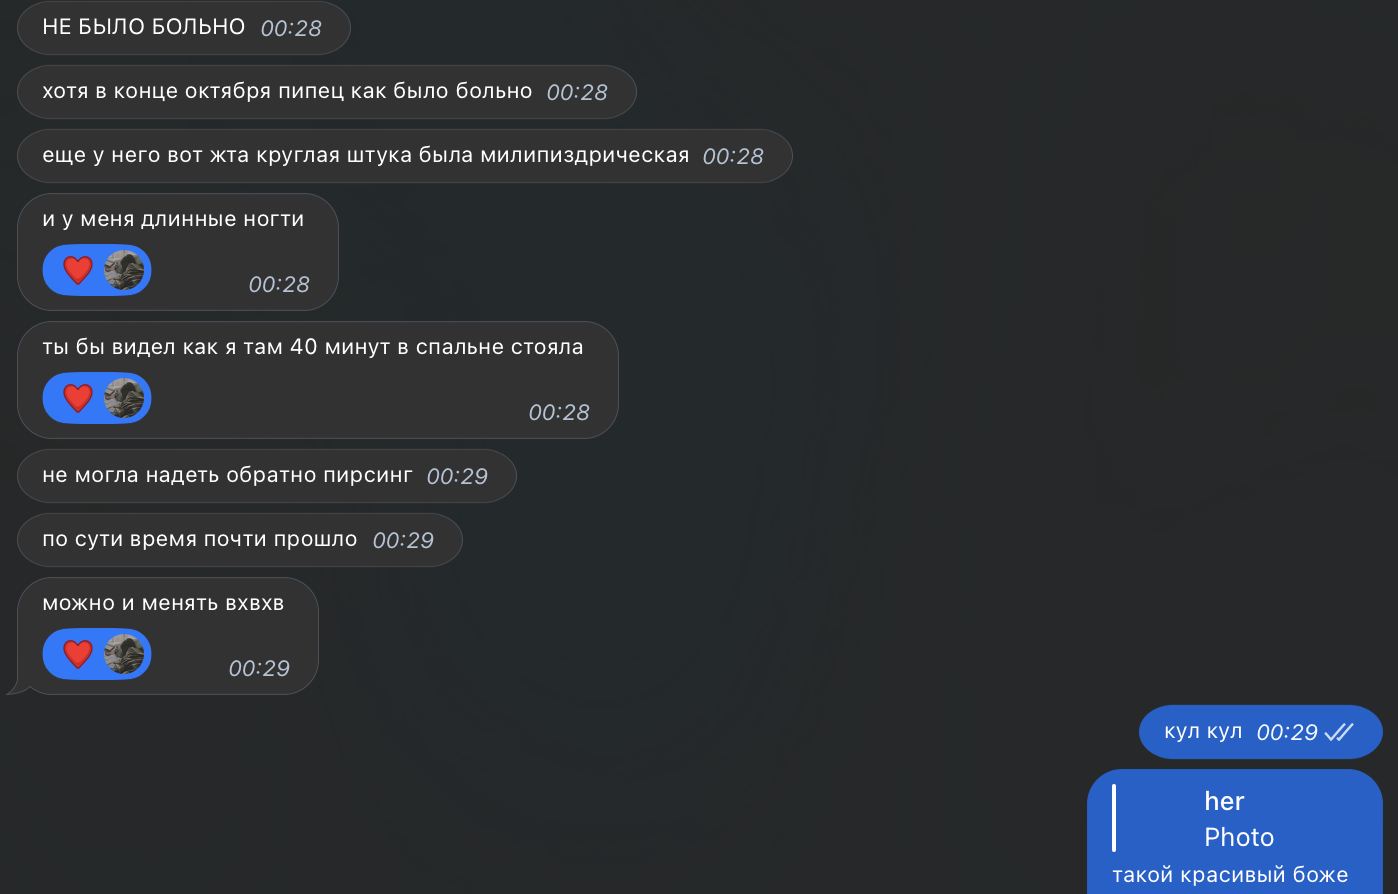 НЕ БЫЛО БОЛЬНО 00:28
хотя в конце октября пипец как было больно 00:28
еще у него вот жта круглая штука была милипиздрическая 00:28
и у меня длинные ногти
00:28
ты бы видел как я там 40 минут в спальне стояла
00:28
не могла надеть обратно пирсинг 00:29
по сути время почти прошло 00:29
можно и менять вхвхв
00:29
кул кул 00:29
her
Photo
такой красивый боже